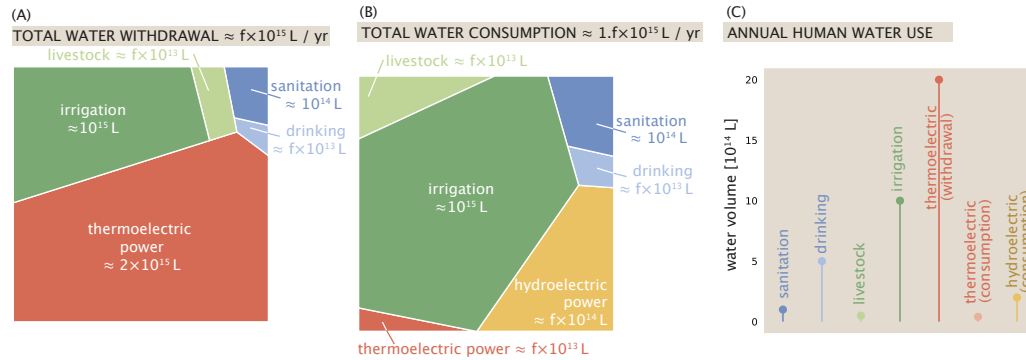 (A)
TOTAL WATER WITHDRAWAL ≈ f×10¹⁵ L / yr
livestock ≈ f×10¹³ L
sanitation
≈ 10¹⁴ L
irrigation
≈10¹⁵ L
drinking
≈ f×10¹³ L
thermoelectric
power
≈ 2×10¹⁵ L
(B)
TOTAL WATER CONSUMPTION ≈ 1.f×10¹⁵ L / yr
livestock ≈ f×10¹³ L
sanitation
≈ 10¹⁴ L
drinking
≈ f×10¹³ L
irrigation
≈10¹⁵ L
hydroelectric
power
≈ f×10¹⁴ L
thermoelectric power ≈ f×10¹³ L
(C)
ANNUAL HUMAN WATER USE
water volume [10¹⁴ L]
20
15
10
5
0
sanitation
drinking
livestock
irrigation
thermoelectric
(withdrawal)
thermoelectric
(consumption)
hydroelectric
(consumption)